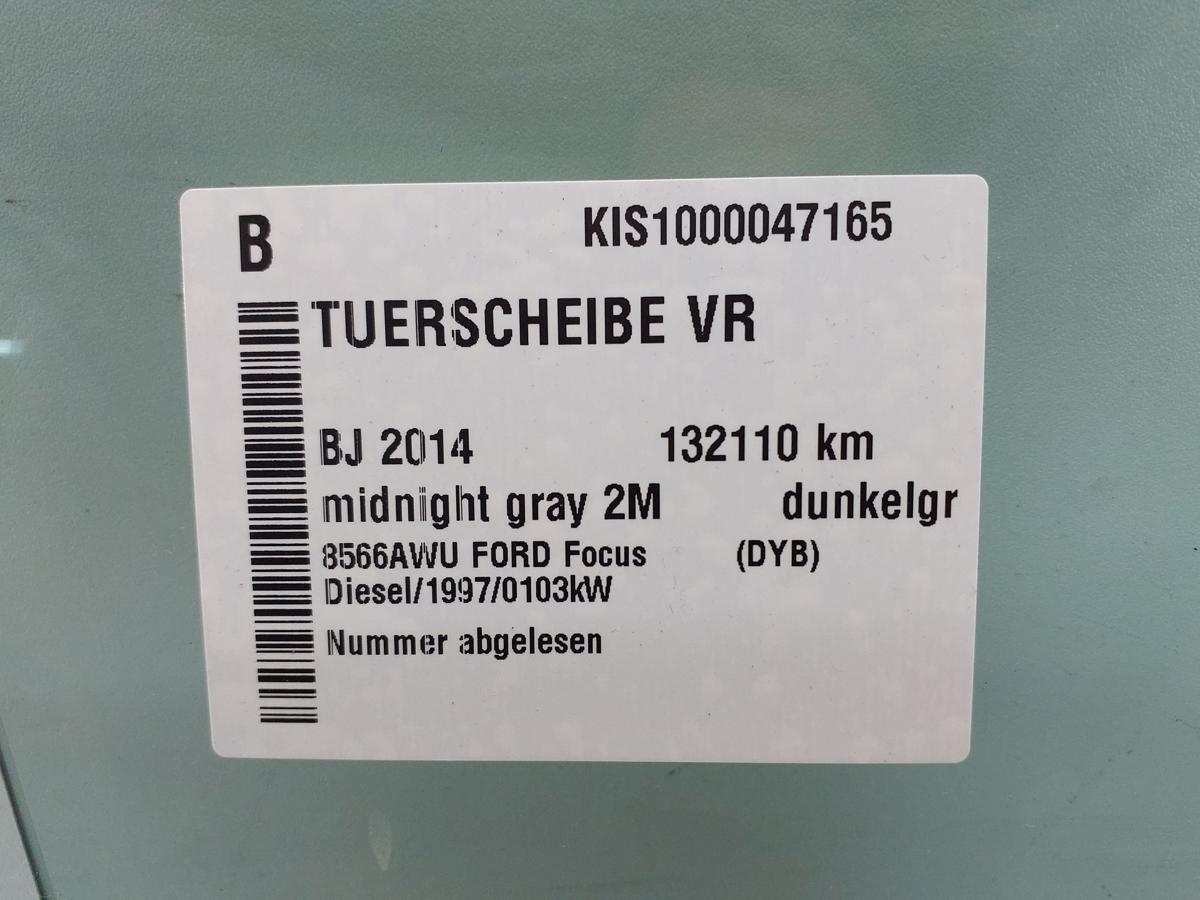 B KIS1000047165
TUERSCHEIBE VR
BJ 2014 132110 km
midnight gray 2M dunkelgr
8566AWU FORD Focus (DYB)
Diesel/1997/0103kW
Nummer abgelesen